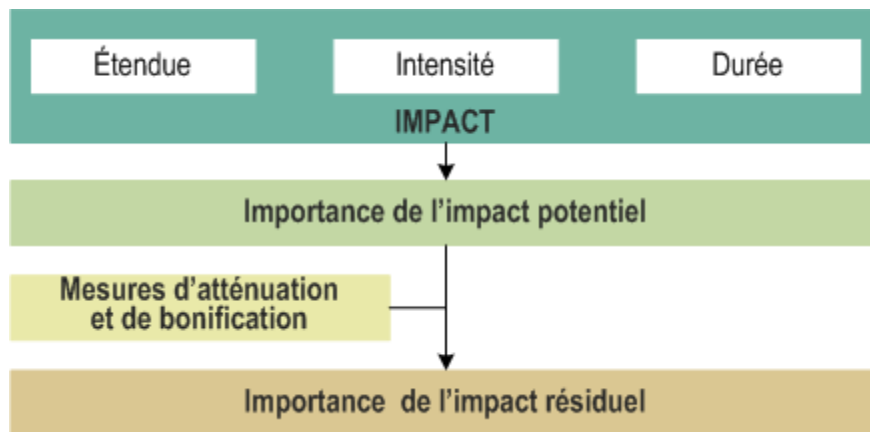 Étendue Intensité Durée
IMPACT
Importance de l'impact potentiel
Mesures d'atténuation
et de bonification
Importance de l'impact résiduel